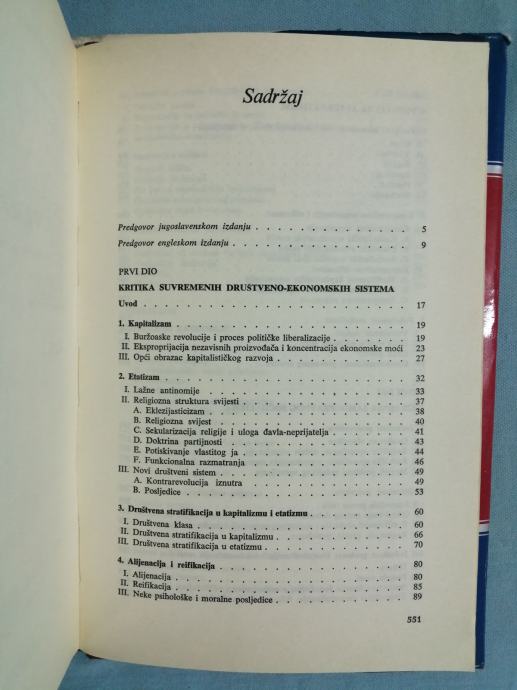 Sadržaj
Predgovor jugoslavenskom izdanju . . . . . . . . . . . . . . 5
Predgovor engleskom izdanju . . . . . . . . . . . . . . . . 9
PRVI DIO
KRITIKA SUVREMENIH DRUŠTVENO-EKONOMSKIH SISTEMA
Uvod . . . . . . . . . . . . . . . . . . . . . . . . 17
1. Kapitalizam . . . . . . . . . . . . . . . . . . . . . 19
I. Buržoaske revolucije i proces političke liberalizacije . . . . . . 19
II. Eksproprijacija nezavisnih proizvođača i koncentracija ekonomske moći 23
III. Opći obrazac kapitalističkog razvoja . . . . . . . . . . . 27
2. Etatizam . . . . . . . . . . . . . . . . . . . . . . 32
I. Lažne antinomije . . . . . . . . . . . . . . . . . . 33
II. Religiozna struktura svijesti . . . . . . . . . . . . . . 37
A. Eklezijasticizam . . . . . . . . . . . . . . . . . 38
B. Religiozna svijest . . . . . . . . . . . . . . . . 40
C. Sekularizacija religije i uloga đavla-neprijatelja . . . . . . 41
D. Doktrina partijnosti . . . . . . . . . . . . . . . 43
E. Potiskivanje vlastitog ja . . . . . . . . . . . . . . 44
F. Funkcionalna razmatranja . . . . . . . . . . . . . 46
III. Novi društveni sistem . . . . . . . . . . . . . . . . 49
A. Kontrarevolucija iznutra . . . . . . . . . . . . . . 49
B. Posljedice . . . . . . . . . . . . . . . . . . . 53
3. Društvena stratifikacija u kapitalizmu i etatizmu . . . . . . . . 60
I. Društvena klasa . . . . . . . . . . . . . . . . . . 60
II. Društvena stratifikacija u kapitalizmu . . . . . . . . . . 66
III. Društvena stratifikacija u etatizmu . . . . . . . . . . . . 70
4. Alijenacija i reifikacija . . . . . . . . . . . . . . . . . 80
I. Alijenacija . . . . . . . . . . . . . . . . . . . . 80
II. Reifikacija . . . . . . . . . . . . . . . . . . . . 85
III. Neke psihološke i moralne posljedice . . . . . . . . . . . 89
551